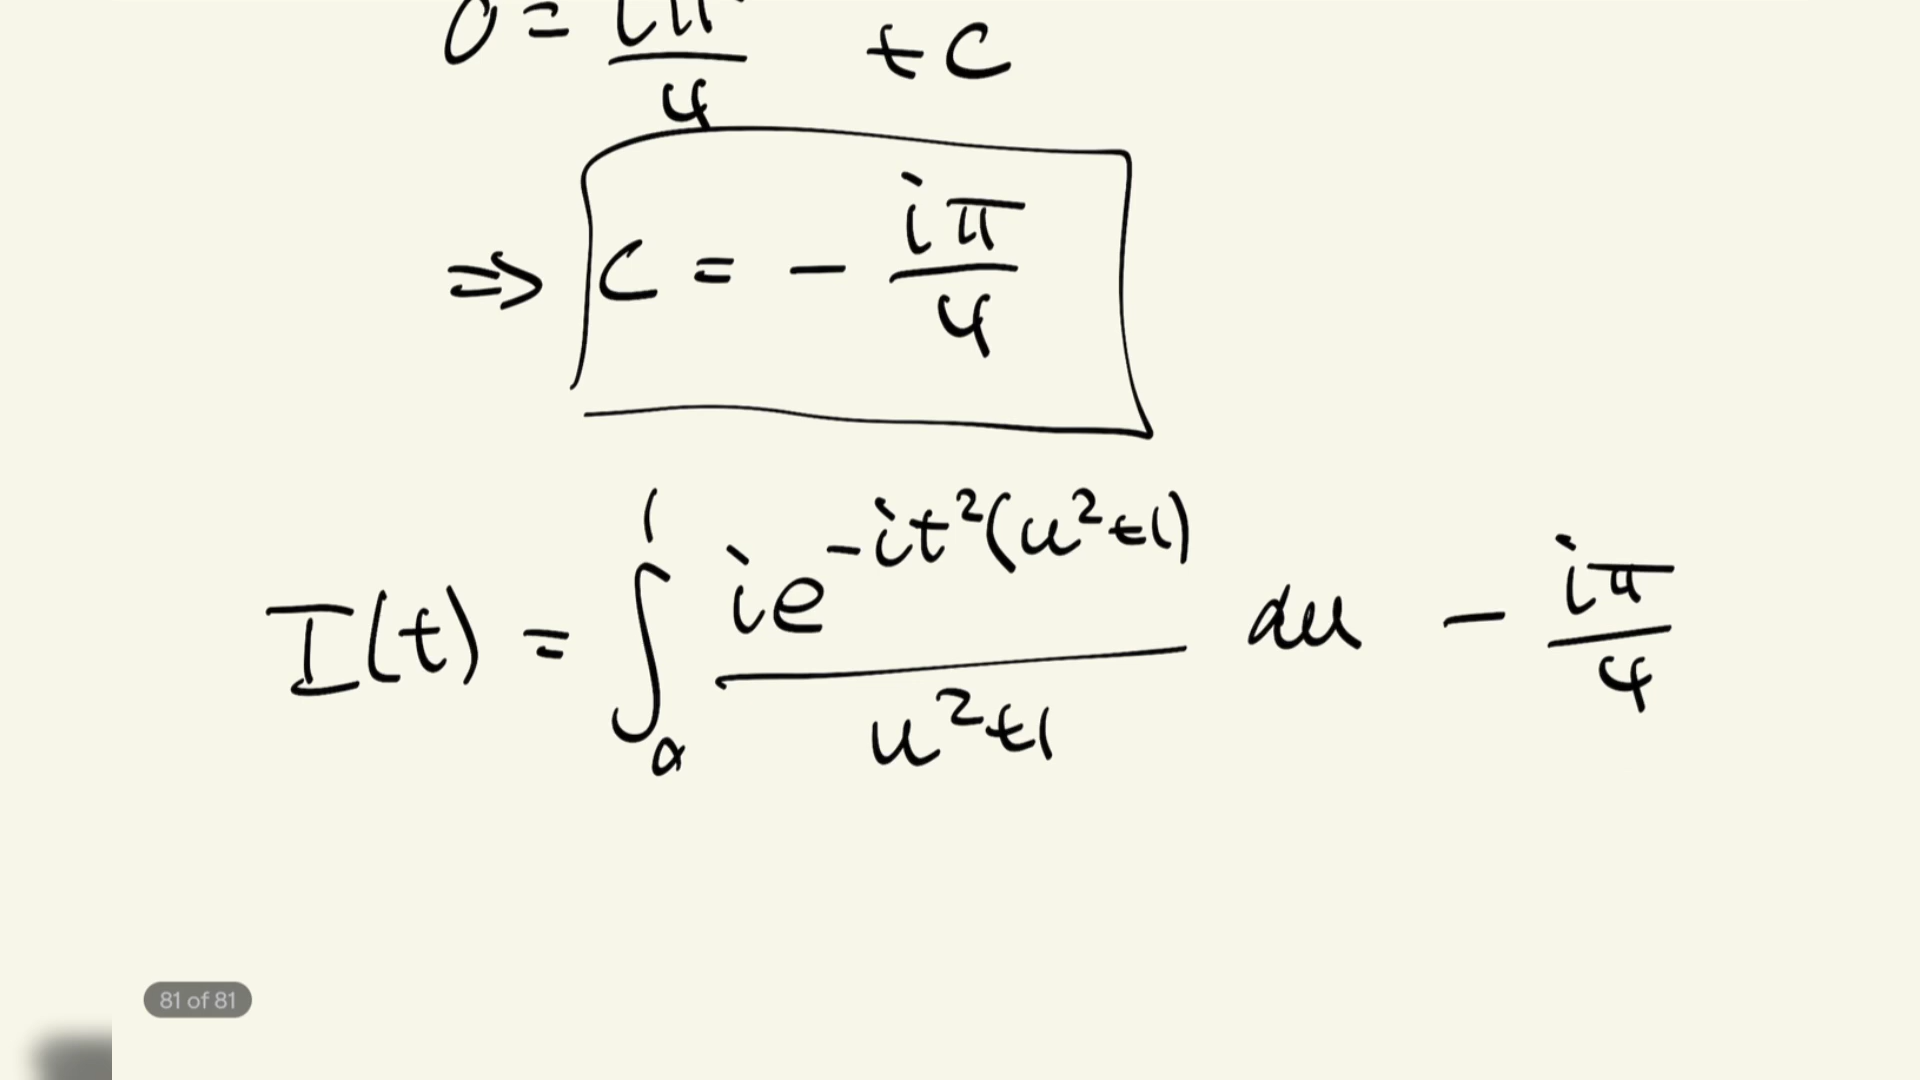 0 = iπ/4 + C
⇒ C = - iπ/4
I(t) = ∫₀¹ ie^{-it²(u²+1)}/(u²+1) du - iπ/4
81 of 81